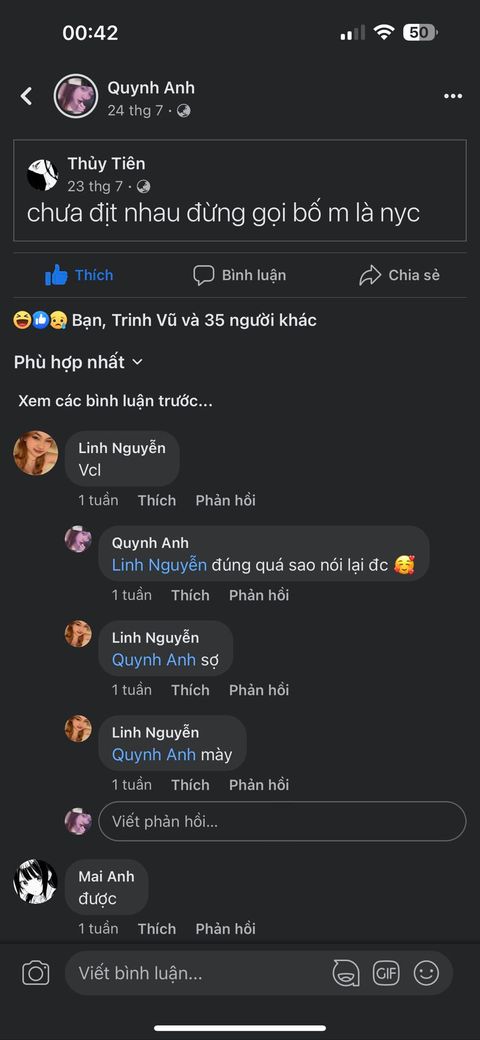 00:42
50
Quynh Anh
24 thg 7 ·
Thủy Tiên
23 thg 7 ·
chưa địt nhau đừng gọi bố m là nyc
Thích
Bình luận
Chia sẻ
Bạn, Trinh Vũ và 35 người khác
Phù hợp nhất
Xem các bình luận trước...
Linh Nguyễn
Vcl
1 tuần Thích Phản hồi
Quynh Anh
Linh Nguyễn đúng quá sao nói lại đc 🥰
1 tuần Thích Phản hồi
Linh Nguyễn
Quynh Anh sợ
1 tuần Thích Phản hồi
Linh Nguyễn
Quynh Anh mày
1 tuần Thích Phản hồi
Viết phản hồi...
Mai Anh
được
1 tuần Thích Phản hồi
Viết bình luận...
GIF